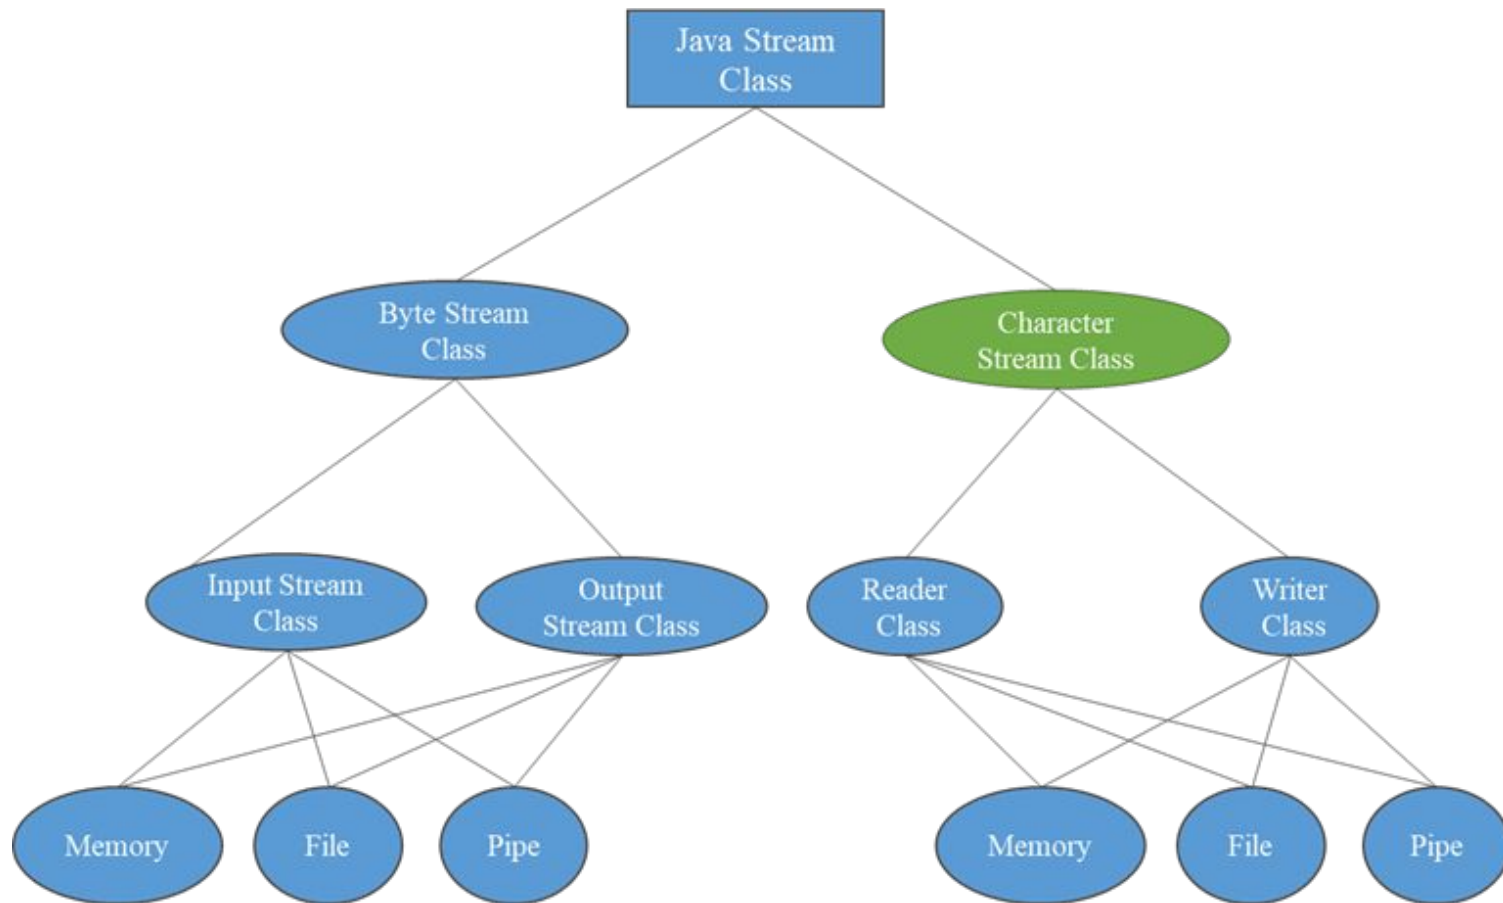 Java Stream
Class
Byte Stream
Class
Character
Stream Class
Input Stream
Class
Output
Stream Class
Reader
Class
Writer
Class
Memory
File
Pipe
Memory
File
Pipe